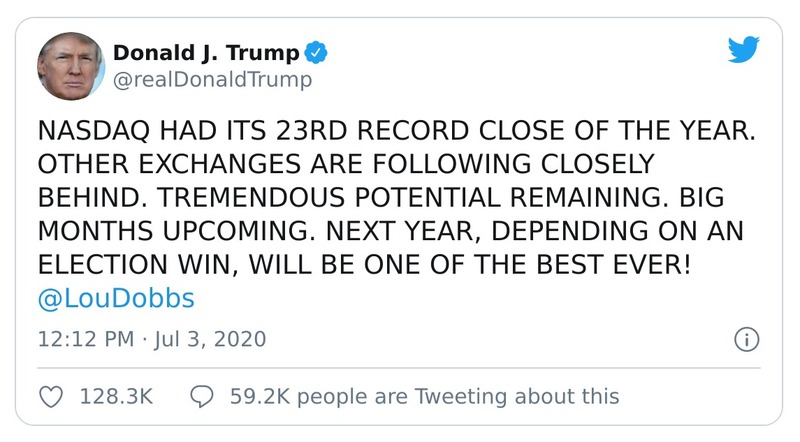 Donald J. Trump
@realDonaldTrump
NASDAQ HAD ITS 23RD RECORD CLOSE OF THE YEAR.
OTHER EXCHANGES ARE FOLLOWING CLOSELY
BEHIND. TREMENDOUS POTENTIAL REMAINING. BIG
MONTHS UPCOMING. NEXT YEAR, DEPENDING ON AN
ELECTION WIN, WILL BE ONE OF THE BEST EVER!
@LouDobbs
12:12 PM · Jul 3, 2020
128.3K 59.2K people are Tweeting about this